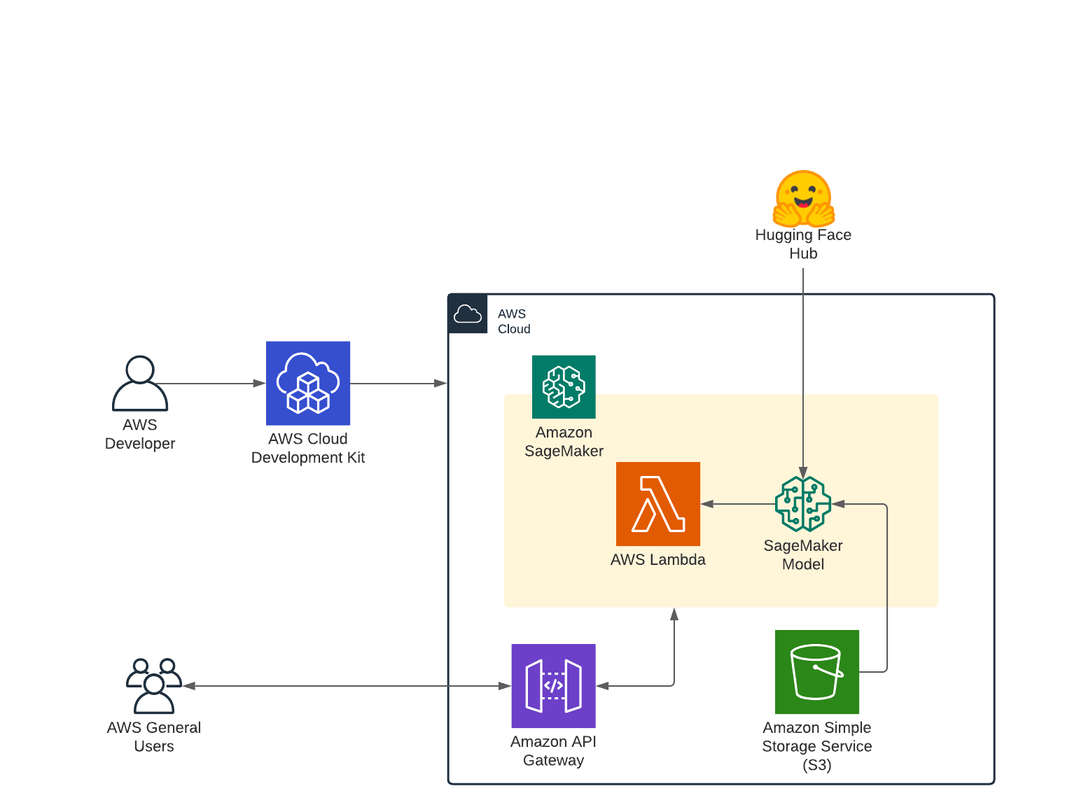 Hugging Face
Hub
AWS
Cloud
AWS
Developer
AWS Cloud
Development Kit
Amazon
SageMaker
AWS Lambda
SageMaker
Model
AWS General
Users
Amazon API
Gateway
</>
Amazon Simple
Storage Service
(S3)